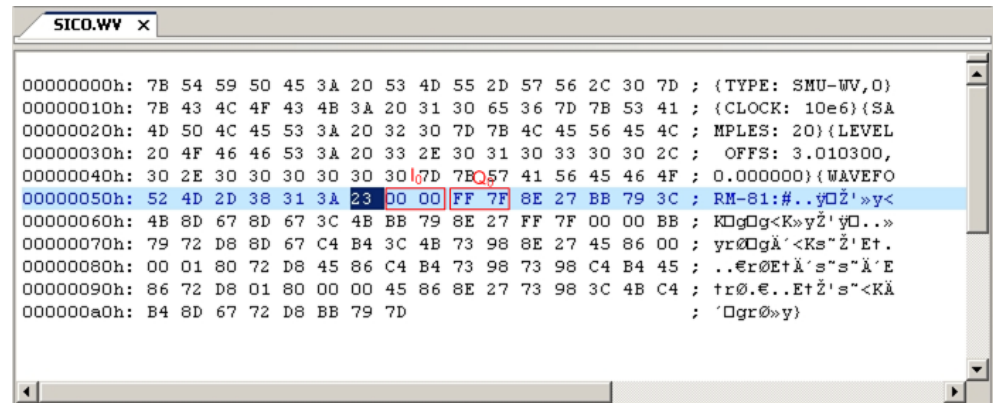 SICO.WV ×
00000000h: 7B 54 59 50 45 3A 20 53 4D 55 2D 57 56 2C 30 7D ; {TYPE: SMU-WV,0}
00000010h: 7B 43 4C 4F 43 4B 3A 20 31 30 65 36 7D 7B 53 41 ; {CLOCK: 10e6}{SA
00000020h: 4D 50 4C 45 53 3A 20 32 30 7D 7B 4C 45 56 45 4C ; MPLES: 20}{LEVEL
00000030h: 20 4F 46 46 53 3A 20 33 2E 30 31 30 33 30 30 2C ;  OFFS: 3.010300,
I0 Q0
00000040h: 30 2E 30 30 30 30 30 30 7D 7B 57 41 56 45 46 4F ; 0.000000}{WAVEFO
00000050h: 52 4D 2D 38 31 3A 23 00 00 FF 7F 8E 27 BB 79 3C ; RM-81:#..ÿ□Ž'»y<
00000060h: 4B 8D 67 8D 67 3C 4B BB 79 8E 27 FF 7F 00 00 BB ; K□g□g<K»yŽ'ÿ□..»
00000070h: 79 72 D8 8D 67 C4 B4 3C 4B 73 98 8E 27 45 86 00 ; yrØ□gÄ´<Ks˜Ž'E†.
00000080h: 00 01 80 72 D8 45 86 C4 B4 73 98 73 98 C4 B4 45 ; ..€rØE†Ä´s˜s˜Ä´E
00000090h: 86 72 D8 01 80 00 00 45 86 8E 27 73 98 3C 4B C4 ; †rØ.€..E†Ž's˜<KÄ
000000a0h: B4 8D 67 72 D8 BB 79 7D ; ´□grØ»y}